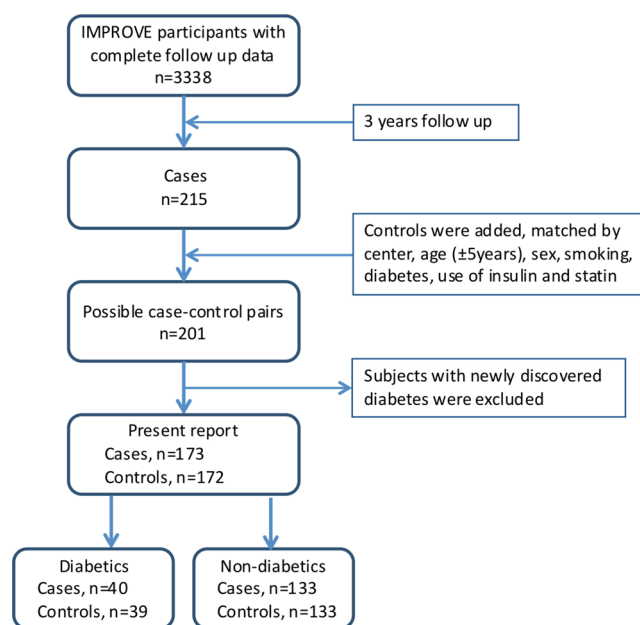 IMPROVE participants with
complete follow up data
n=3338
3 years follow up
Cases
n=215
Controls were added, matched by
center, age (±5years), sex, smoking,
diabetes, use of insulin and statin
Possible case-control pairs
n=201
Subjects with newly discovered
diabetes were excluded
Present report
Cases, n=173
Controls, n=172
Diabetics
Cases, n=40
Controls, n=39
Non-diabetics
Cases, n=133
Controls, n=133